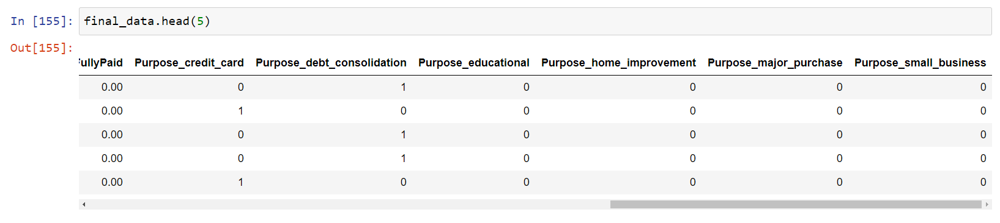 In [155]: final_data.head(5)
Out[155]:
FullyPaid Purpose_credit_card Purpose_debt_consolidation Purpose_educational Purpose_home_improvement Purpose_major_purchase Purpose_small_business
0.00 0 1 0 0 0 0
0.00 1 0 0 0 0 0
0.00 0 1 0 0 0 0
0.00 0 1 0 0 0 0
0.00 1 0 0 0 0 0